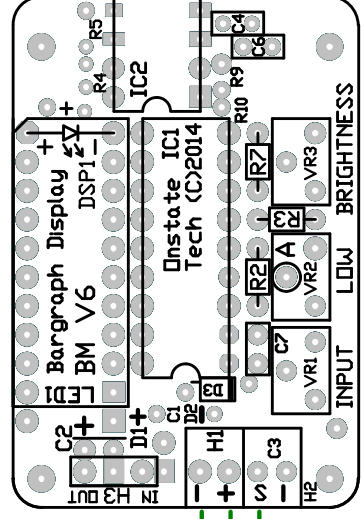 R5
C4
C6
R4
IC2
R9
R10
+
+
-
DSP1
IC1
Onstate
Tech (C)2014
Bargraph Display
BM V6
LED1
R7
VR3
BRIGHTNESS
R3
A
R2
VR2
LOW
C7
VR1
INPUT
D3
C2
+
D1+
C1
D2
H1
C3
- + S -
H2
OUT H3 IN